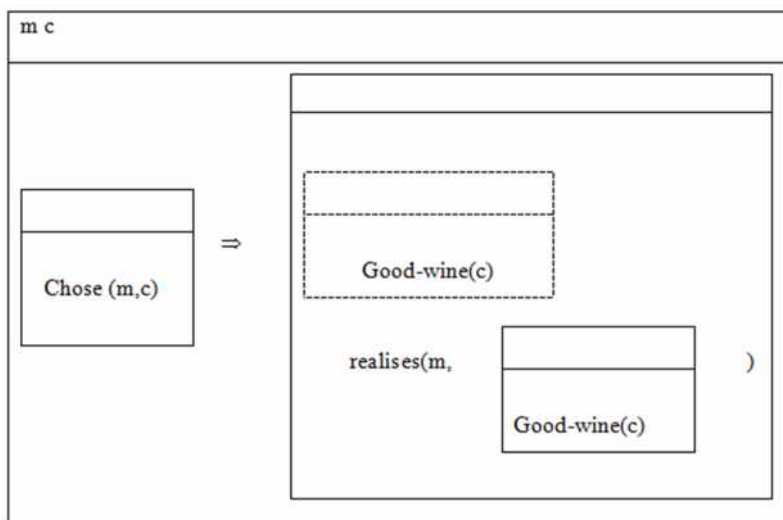 m c
Chose (m,c)
⇒
Good-wine(c)
realises(m,
)
Good-wine(c)